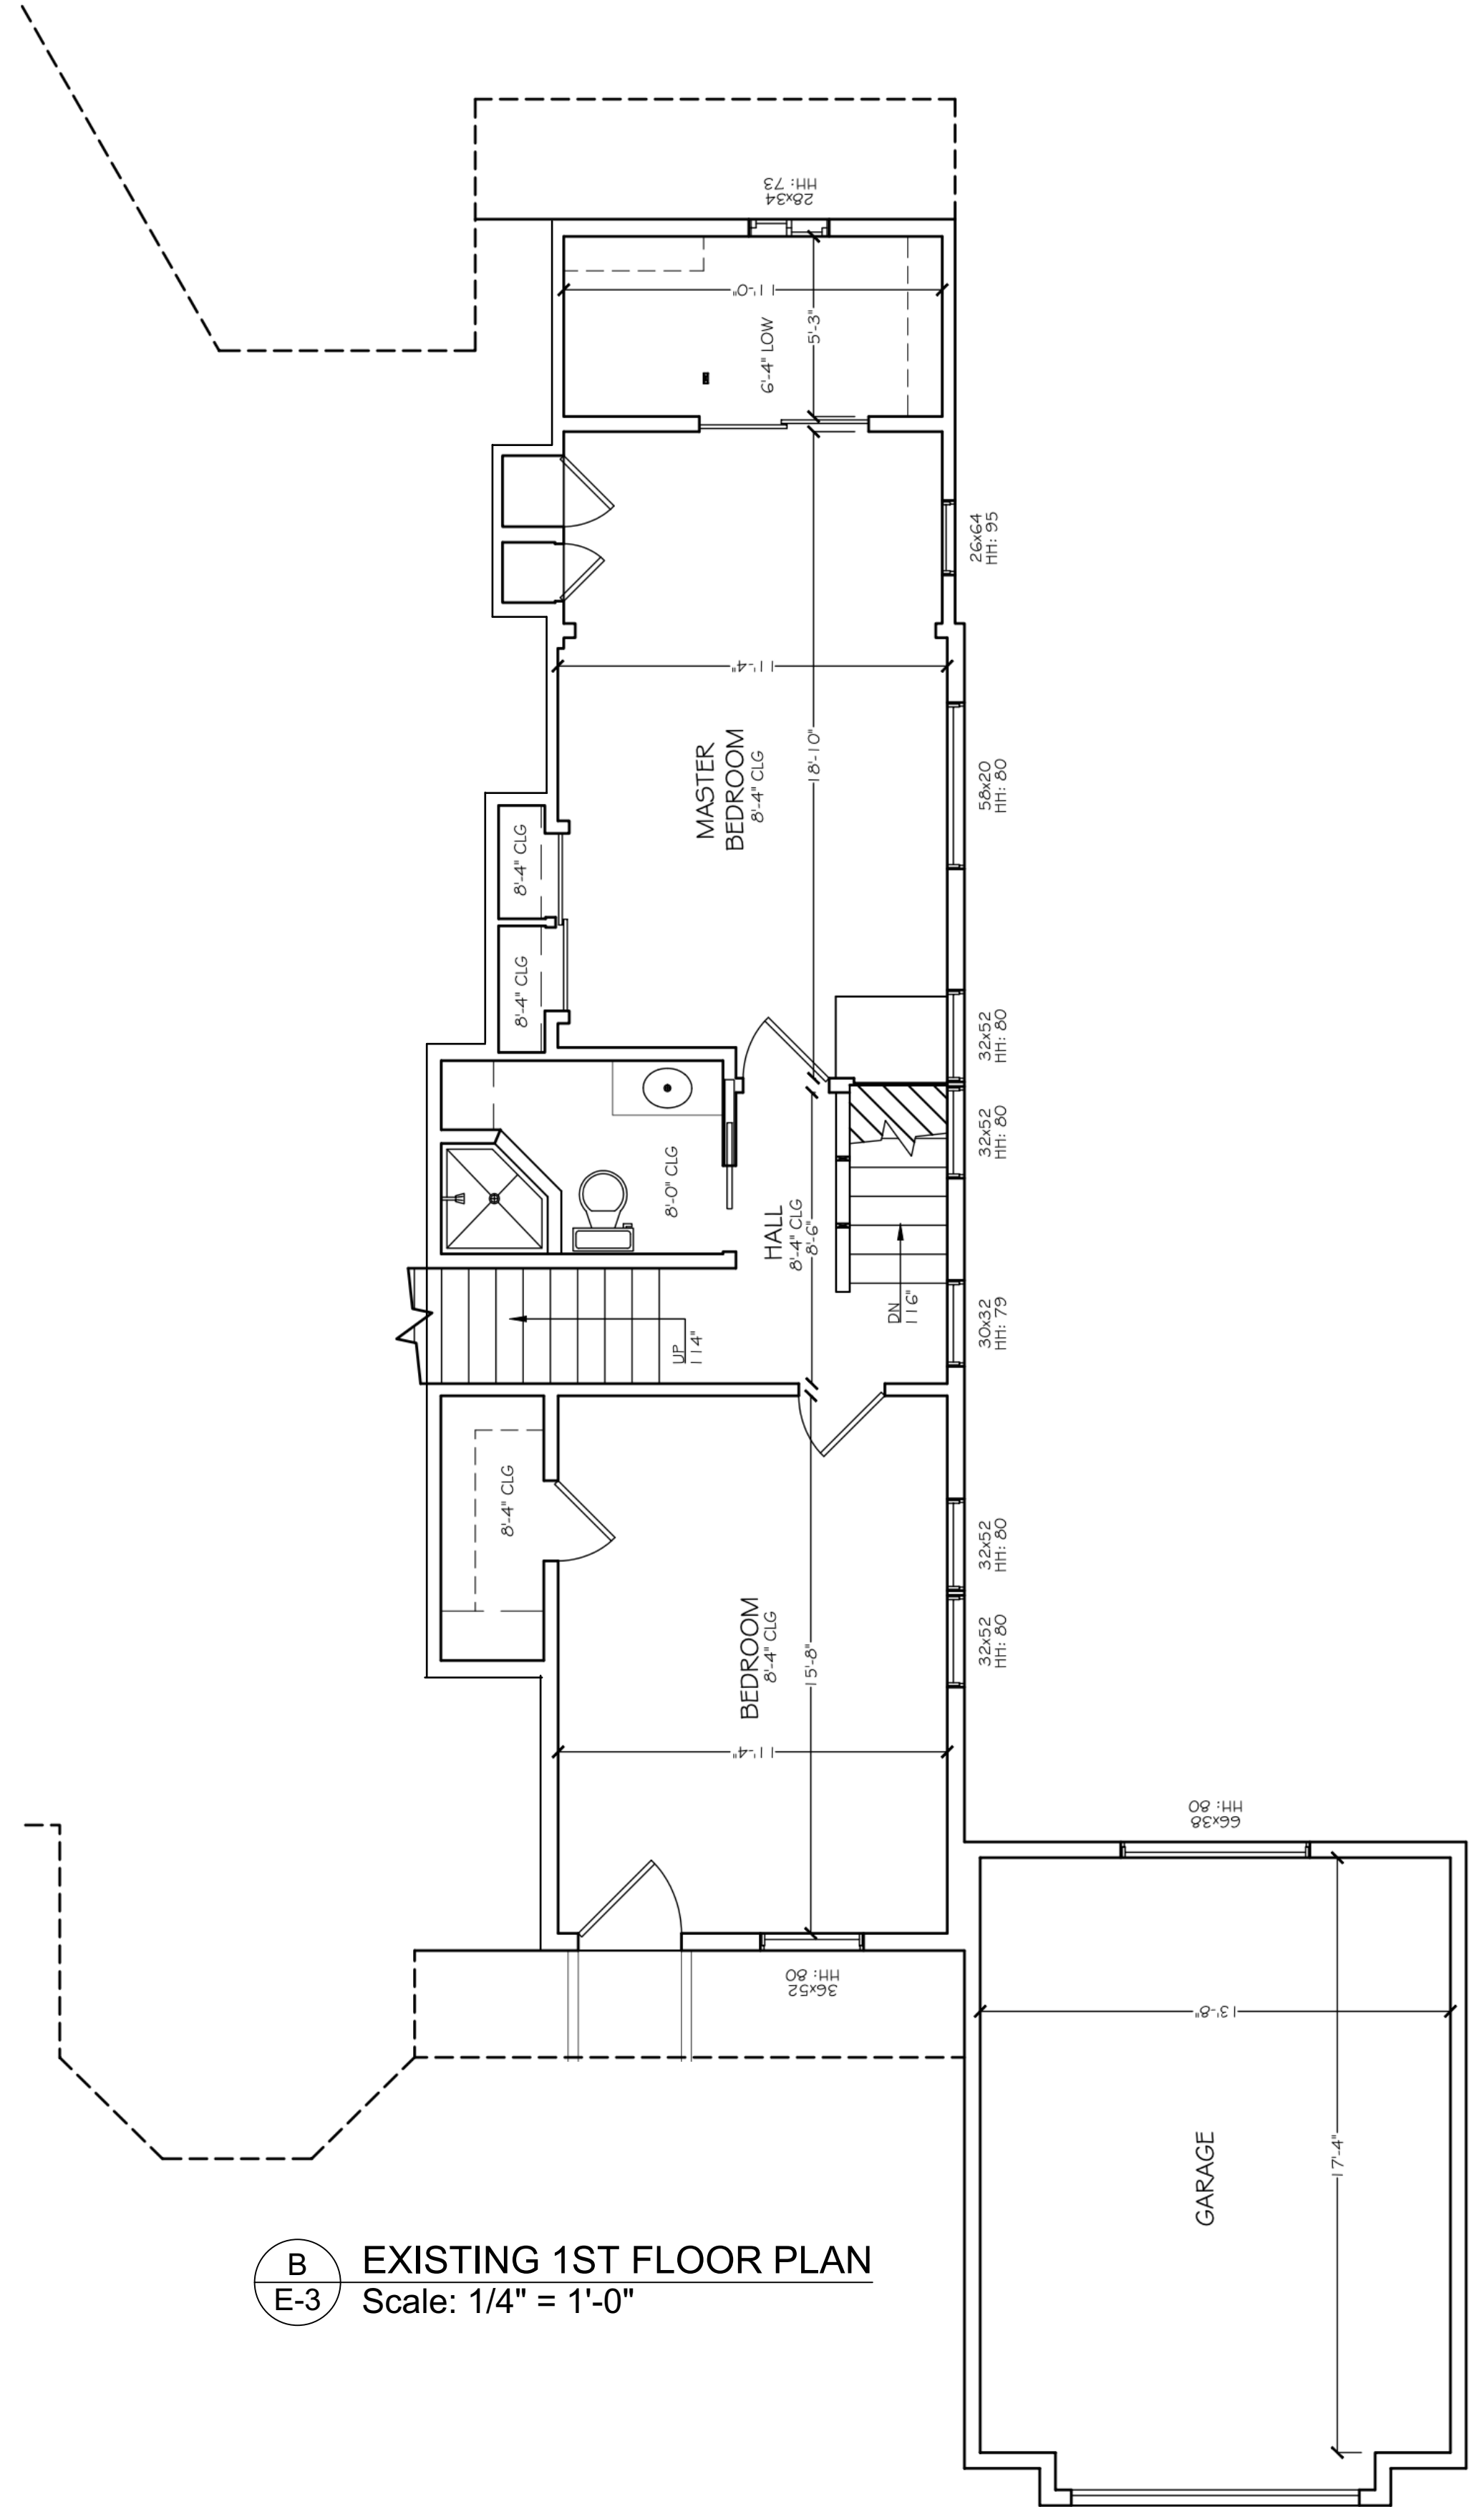 28x34
HH: 73
11'-0"
6'-4" LOW
5'-3"
26x64
HH: 95
11'-4"
MASTER
BEDROOM
8'-4" CLG
18'-10"
58x20
HH: 80
8'-4" CLG
8'-4" CLG
32x52
HH: 80
32x52
HH: 80
8'-0" CLG
HALL
8'-4" CLG
8'-6"
DN
116"
30x32
HH: 79
UP
114"
8'-4" CLG
32x52
HH: 80
32x52
HH: 80
BEDROOM
8'-4" CLG
15'-8"
11'-4"
66x38
HH: 80
36x52
HH: 80
13'-8"
17'-4"
GARAGE
B
E-3
EXISTING 1ST FLOOR PLAN
Scale: 1/4" = 1'-0"